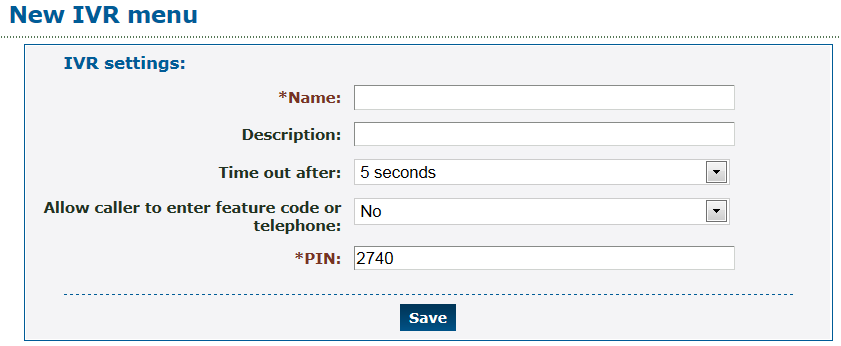 New IVR menu
IVR settings:
*Name:
Description:
Time out after: 5 seconds
Allow caller to enter feature code or
telephone: No
*PIN: 2740
Save